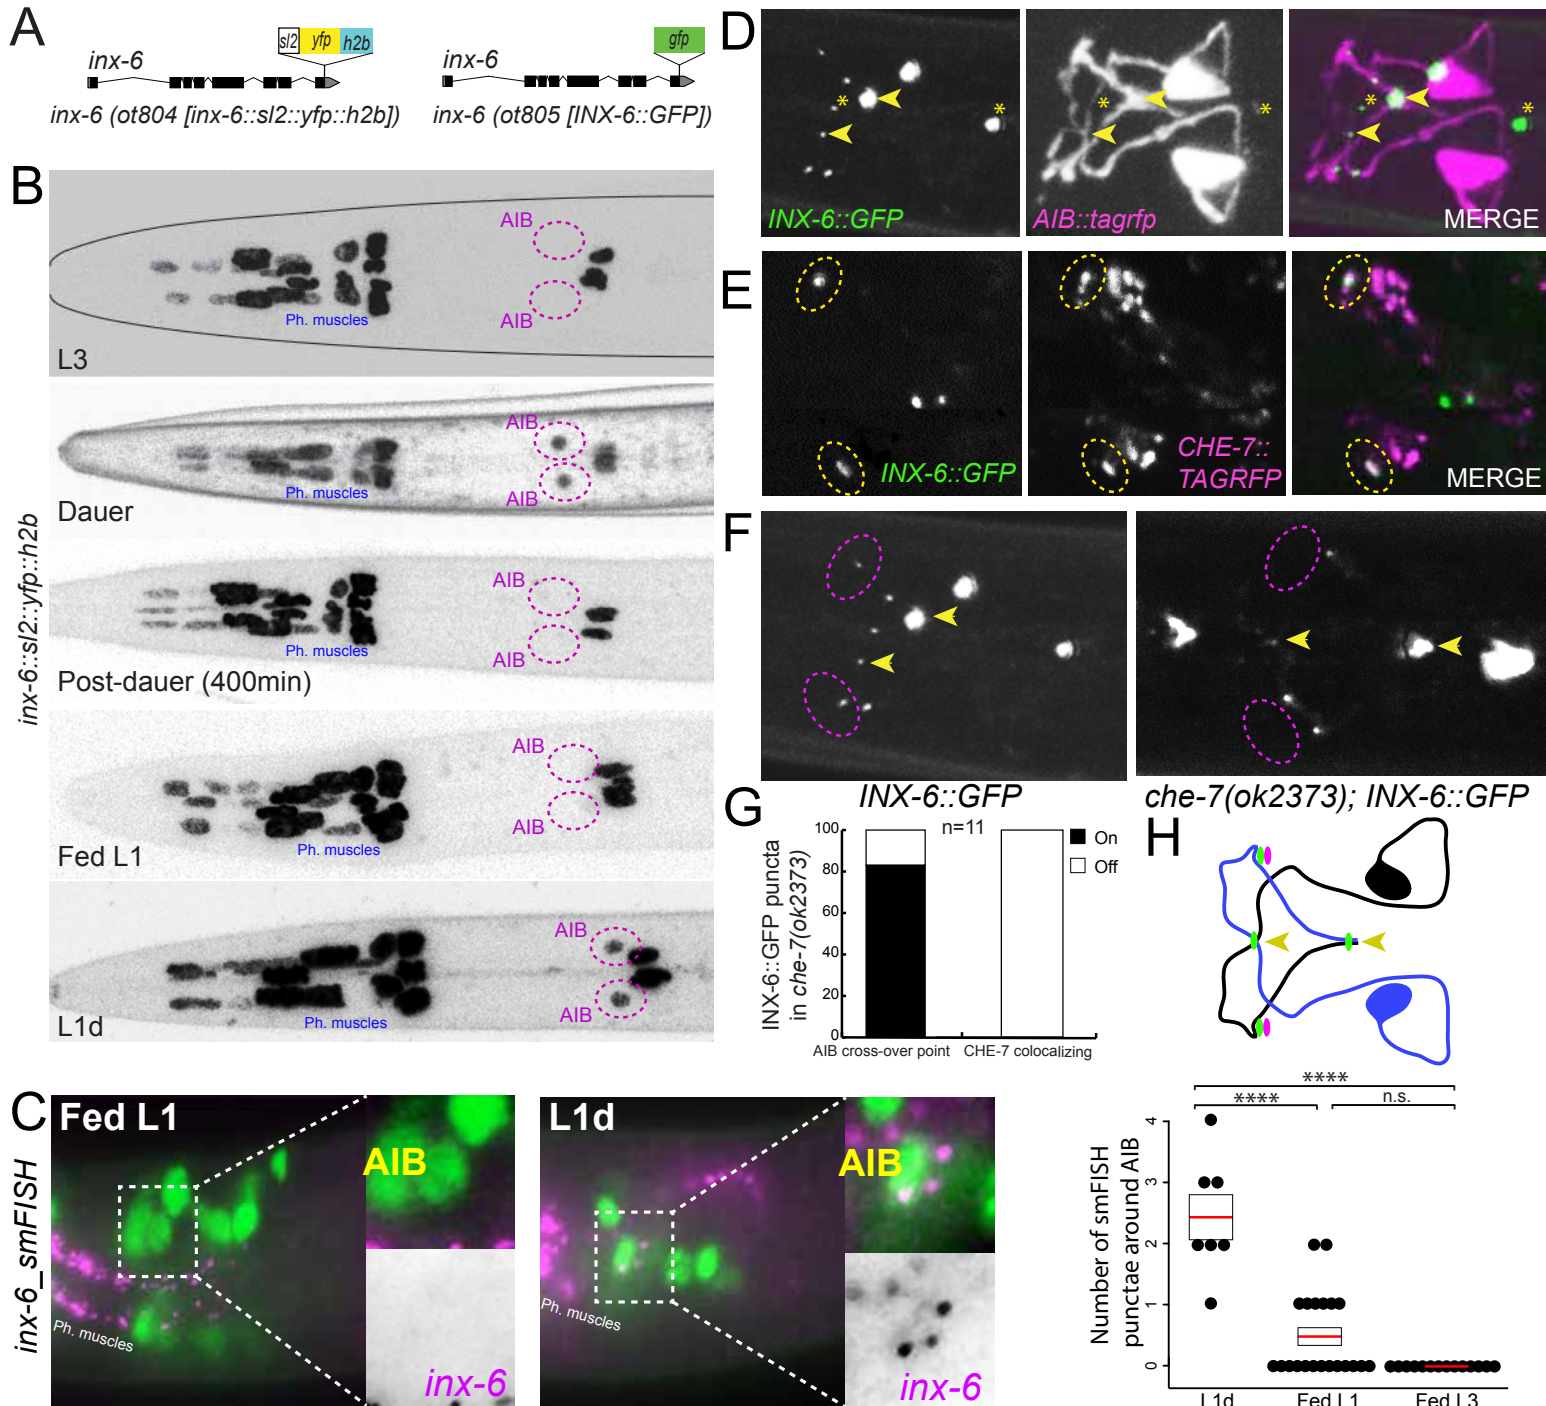 A
inx-6
sl2 yfp h2b
inx-6 (ot804 [inx-6::sl2::yfp::h2b])
inx-6
gfp
inx-6 (ot805 [INX-6::GFP])
B
inx-6::sl2::yfp::h2b
AIB
AIB
Ph. muscles
L3
AIB
AIB
Ph. muscles
Dauer
AIB
AIB
Ph. muscles
Post-dauer (400min)
AIB
AIB
Ph. muscles
Fed L1
AIB
AIB
Ph. muscles
L1d
C
inx-6_smFISH
Fed L1
AIB
Ph. muscles
inx-6
L1d
AIB
Ph. muscles
inx-6
Number of smFISH
punctae around AIB
4
3
2
1
0
****
****
n.s.
L1d
Fed L1
Fed L3
D
*
*
INX-6::GFP
*
*
AIB::tagrfp
*
*
MERGE
E
INX-6::GFP
CHE-7::
TAGRFP
MERGE
F
INX-6::GFP
che-7(ok2373); INX-6::GFP
G
INX-6::GFP puncta
in che-7(ok2373)
100
80
60
40
20
0
n=11
On
Off
AIB cross-over point
CHE-7 colocalizing
H